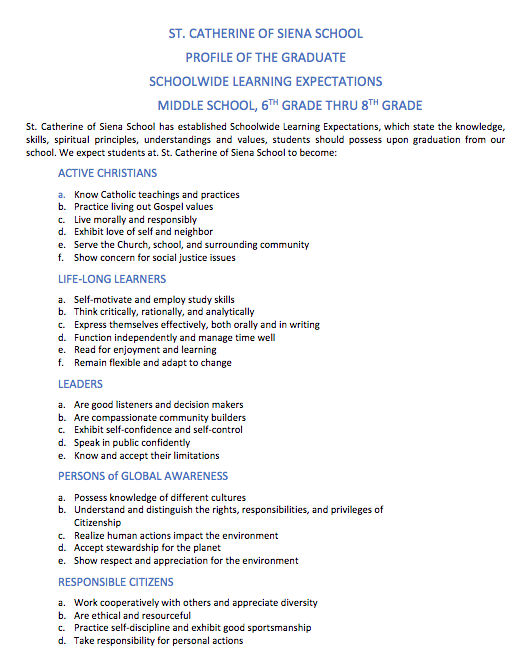 ST. CATHERINE OF SIENA SCHOOL
PROFILE OF THE GRADUATE
SCHOOLWIDE LEARNING EXPECTATIONS
MIDDLE SCHOOL, 6TH GRADE THRU 8TH GRADE
St. Catherine of Siena School has established Schoolwide Learning Expectations, which state the knowledge,
skills, spiritual principles, understandings and values, students should possess upon graduation from our
school. We expect students at. St. Catherine of Siena School to become:
ACTIVE CHRISTIANS
a. Know Catholic teachings and practices
b. Practice living out Gospel values
c. Live morally and responsibly
d. Exhibit love of self and neighbor
e. Serve the Church, school, and surrounding community
f. Show concern for social justice issues
LIFE-LONG LEARNERS
a. Self-motivate and employ study skills
b. Think critically, rationally, and analytically
c. Express themselves effectively, both orally and in writing
d. Function independently and manage time well
e. Read for enjoyment and learning
f. Remain flexible and adapt to change
LEADERS
a. Are good listeners and decision makers
b. Are compassionate community builders
c. Exhibit self-confidence and self-control
d. Speak in public confidently
e. Know and accept their limitations
PERSONS of GLOBAL AWARENESS
a. Possess knowledge of different cultures
b. Understand and distinguish the rights, responsibilities, and privileges of
Citizenship
c. Realize human actions impact the environment
d. Accept stewardship for the planet
e. Show respect and appreciation for the environment
RESPONSIBLE CITIZENS
a. Work cooperatively with others and appreciate diversity
b. Are ethical and resourceful
c. Practice self-discipline and exhibit good sportsmanship
d. Take responsibility for personal actions